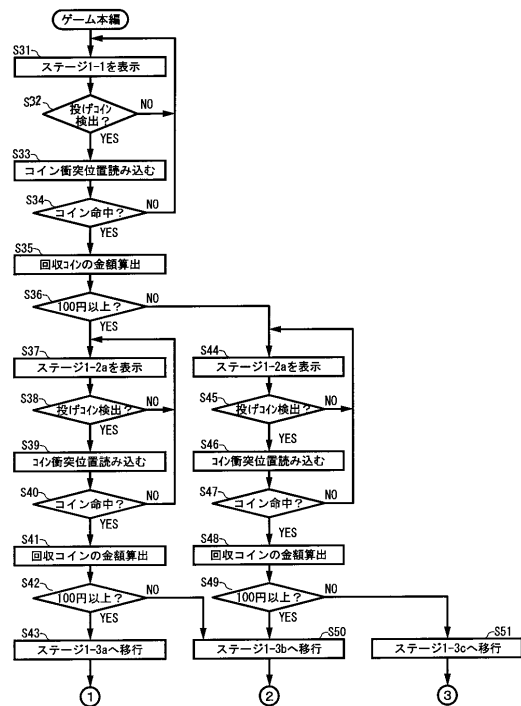 ゲーム本編
S31
ステージ1-1を表示
S32
投げコイン
検出?
NO
YES
S33
コイン衝突位置読み込む
S34
コイン命中?
NO
YES
S35
回収コインの金額算出
S36
100円以上?
NO
YES
S37
ステージ1-2aを表示
S38
投げコイン検出?
NO
YES
S39
コイン衝突位置読み込む
S40
コイン命中?
NO
YES
S41
回収コインの金額算出
S42
100円以上?
NO
YES
S43
ステージ1-3aへ移行
①
S44
ステージ1-2aを表示
S45
投げコイン検出?
NO
YES
S46
コイン衝突位置読み込む
S47
コイン命中?
NO
YES
S48
回収コインの金額算出
S49
100円以上?
NO
YES
S50
ステージ1-3bへ移行
②
S51
ステージ1-3cへ移行
③